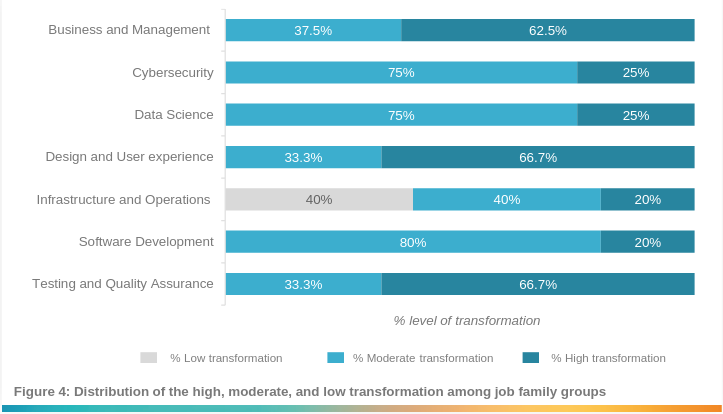 Business and Management 37.5% 62.5%
Cybersecurity 75% 25%
Data Science 75% 25%
Design and User experience 33.3% 66.7%
Infrastructure and Operations 40% 40% 20%
Software Development 80% 20%
Testing and Quality Assurance 33.3% 66.7%
% level of transformation
% Low transformation % Moderate transformation % High transformation
Figure 4: Distribution of the high, moderate, and low transformation among job family groups